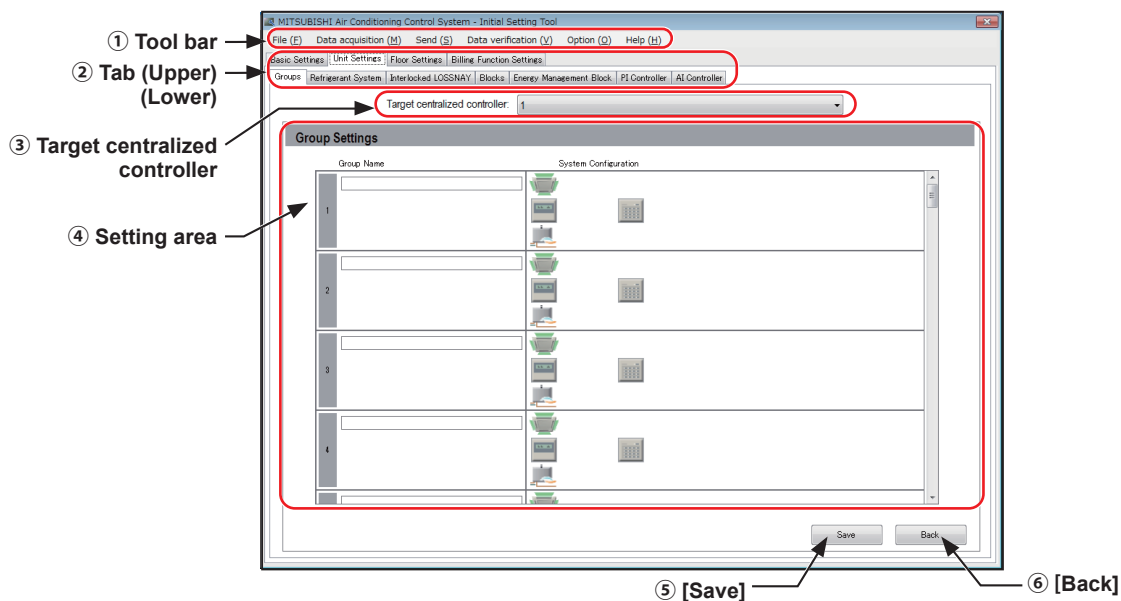 MITSUBISHI Air Conditioning Control System - Initial Setting Tool
① Tool bar
File (F) Data acquisition (M) Send (S) Data verification (V) Option (O) Help (H)
② Tab (Upper)
(Lower)
Basic Settings Unit Settings Floor Settings Billing Function Settings
Groups Refrigerant System Interlocked LOSSNAY Blocks Energy Management Block PI Controller AI Controller
③ Target centralized
controller
Target centralized controller: 1
Group Settings
Group Name System Configuration
④ Setting area
1
2
3
4
Save Back
⑤ [Save]
⑥ [Back]